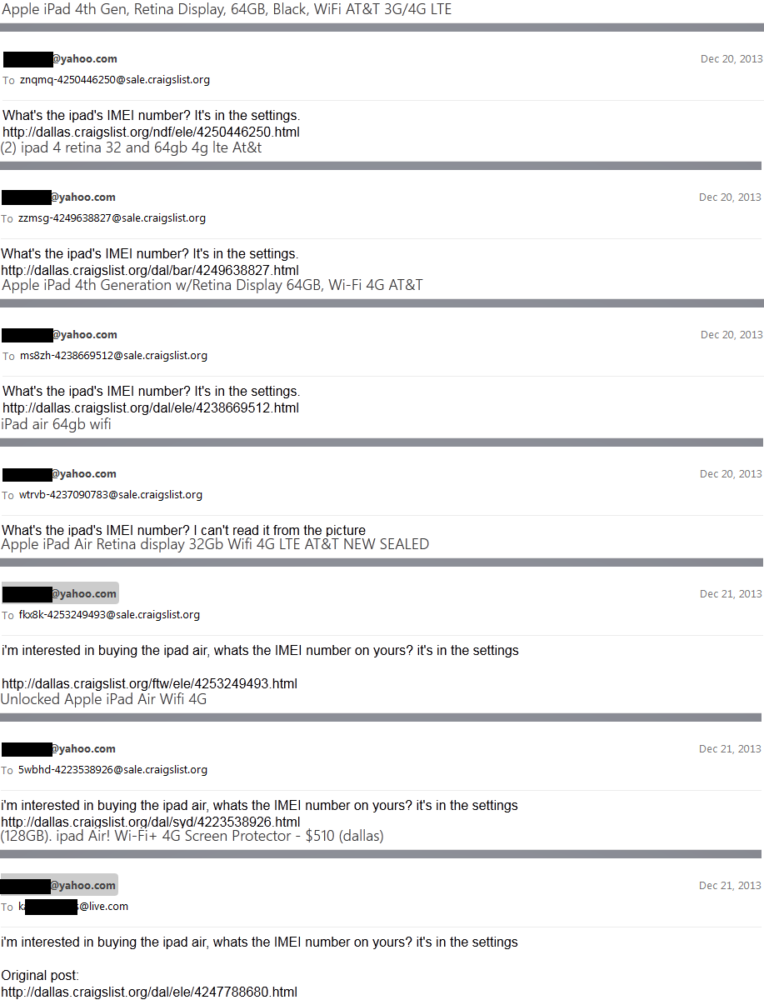 Apple iPad 4th Gen, Retina Display, 64GB, Black, WiFi AT&T 3G/4G LTE
@yahoo.com Dec 20, 2013
To znqmq-4250446250@sale.craigslist.org
What's the ipad's IMEI number? It's in the settings.
http://dallas.craigslist.org/ndf/ele/4250446250.html
(2) ipad 4 retina 32 and 64gb 4g lte At&t
@yahoo.com Dec 20, 2013
To zzmsg-4249638827@sale.craigslist.org
What's the ipad's IMEI number? It's in the settings.
http://dallas.craigslist.org/dal/bar/4249638827.html
Apple iPad 4th Generation w/Retina Display 64GB, Wi-Fi 4G AT&T
@yahoo.com Dec 20, 2013
To ms8zh-4238669512@sale.craigslist.org
What's the ipad's IMEI number? It's in the settings.
http://dallas.craigslist.org/dal/ele/4238669512.html
iPad air 64gb wifi
@yahoo.com Dec 20, 2013
To wtrvb-4237090783@sale.craigslist.org
What's the ipad's IMEI number? I can't read it from the picture
Apple iPad Air Retina display 32Gb Wifi 4G LTE AT&T NEW SEALED
@yahoo.com Dec 21, 2013
To fkx8k-4253249493@sale.craigslist.org
i'm interested in buying the ipad air, whats the IMEI number on yours? it's in the settings
http://dallas.craigslist.org/ftw/ele/4253249493.html
Unlocked Apple iPad Air Wifi 4G
@yahoo.com Dec 21, 2013
To 5wbhd-4223538926@sale.craigslist.org
i'm interested in buying the ipad air, whats the IMEI number on yours? it's in the settings
http://dallas.craigslist.org/dal/syd/4223538926.html
(128GB). ipad Air! Wi-Fi+ 4G Screen Protector - $510 (dallas)
@yahoo.com Dec 21, 2013
To k @live.com
i'm interested in buying the ipad air, whats the IMEI number on yours? it's in the settings
Original post:
http://dallas.craigslist.org/dal/ele/4247788680.html